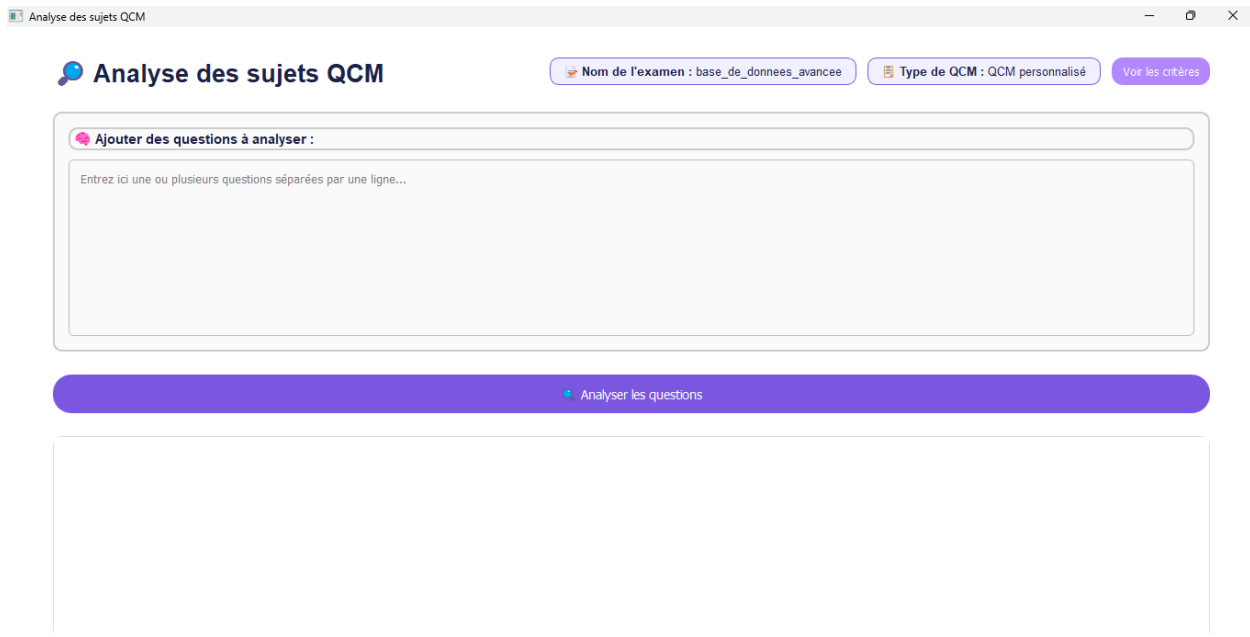 Analyse des sujets QCM
Analyse des sujets QCM
Nom de l'examen : base_de_donnees_avancee
Type de QCM : QCM personnalisé
Voir les critères
Ajouter des questions à analyser :
Entrez ici une ou plusieurs questions séparées par une ligne...
Analyser les questions